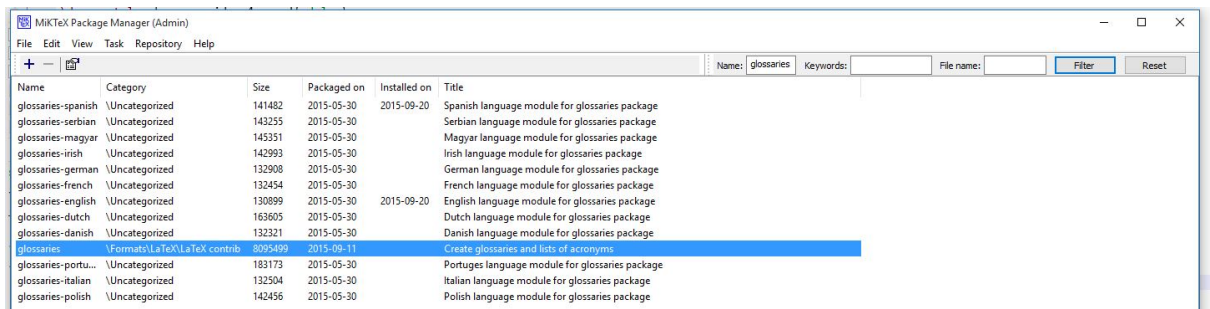 MiKTeX Package Manager (Admin)
File Edit View Task Repository Help
Name: glossaries Keywords: File name: Filter Reset
Name Category Size Packaged on Installed on Title
glossaries-spanish \Uncategorized 141482 2015-05-30 2015-09-20 Spanish language module for glossaries package
glossaries-serbian \Uncategorized 143255 2015-05-30 Serbian language module for glossaries package
glossaries-magyar \Uncategorized 145351 2015-05-30 Magyar language module for glossaries package
glossaries-irish \Uncategorized 142993 2015-05-30 Irish language module for glossaries package
glossaries-german \Uncategorized 132908 2015-05-30 German language module for glossaries package
glossaries-french \Uncategorized 132454 2015-05-30 French language module for glossaries package
glossaries-english \Uncategorized 130899 2015-05-30 2015-09-20 English language module for glossaries package
glossaries-dutch \Uncategorized 163605 2015-05-30 Dutch language module for glossaries package
glossaries-danish \Uncategorized 132321 2015-05-30 Danish language module for glossaries package
glossaries \Formats\LaTeX\LaTeX contrib 8095499 2015-09-11 Create glossaries and lists of acronyms
glossaries-portu... \Uncategorized 183173 2015-05-30 Portuges language module for glossaries package
glossaries-italian \Uncategorized 132504 2015-05-30 Italian language module for glossaries package
glossaries-polish \Uncategorized 142456 2015-05-30 Polish language module for glossaries package